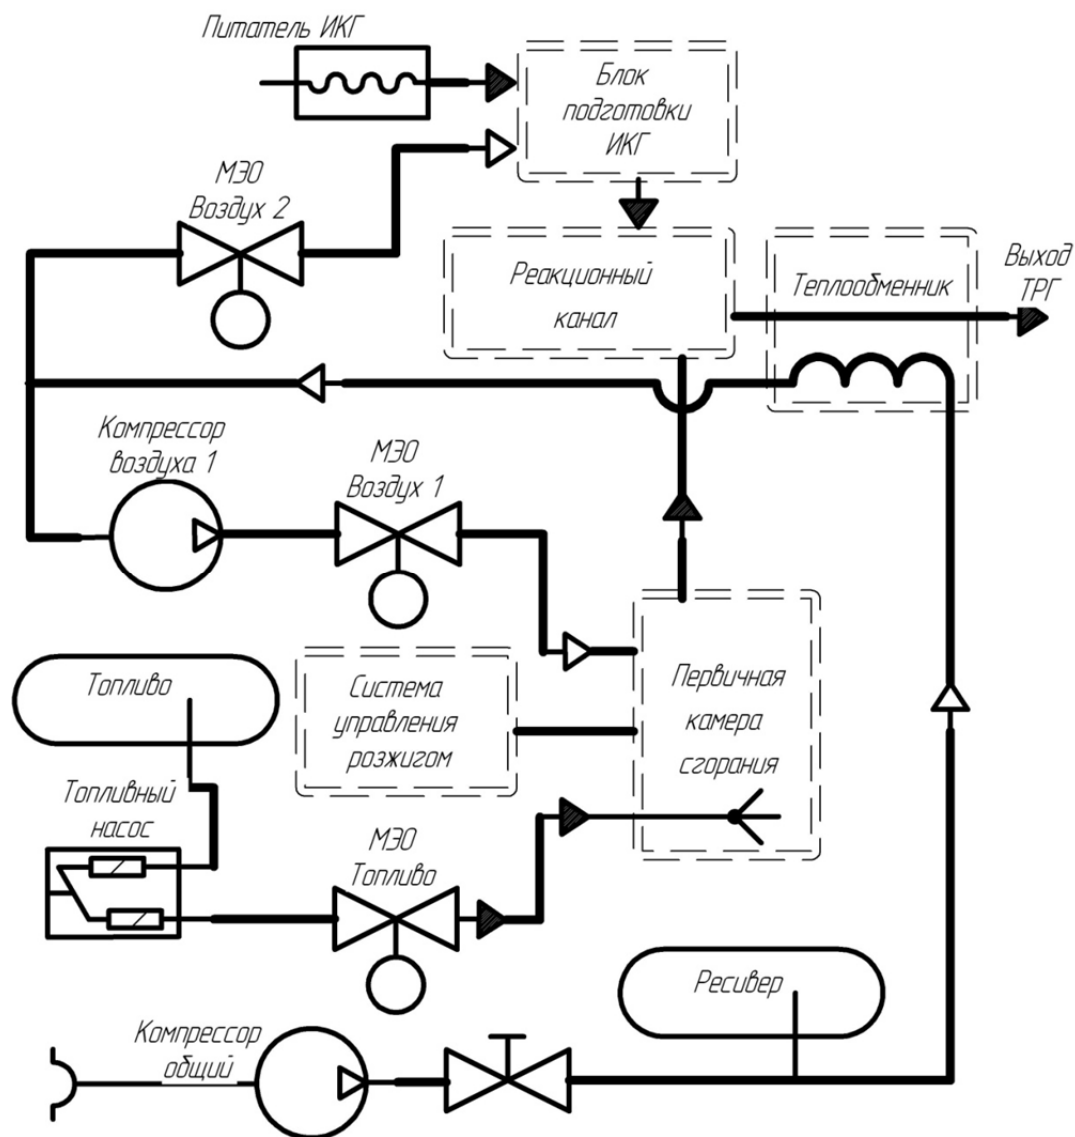 Питатель ИКГ
Блок
подготовки
ИКГ
МЭО
Воздух 2
Реакционный
канал
Теплообменник
Выход
ТРГ
Компрессор
воздуха 1
МЭО
Воздух 1
Топливо
Система
управления
розжигом
Первичная
камера
сгорания
Топливный
насос
МЭО
Топливо
Ресивер
Компрессор
общий